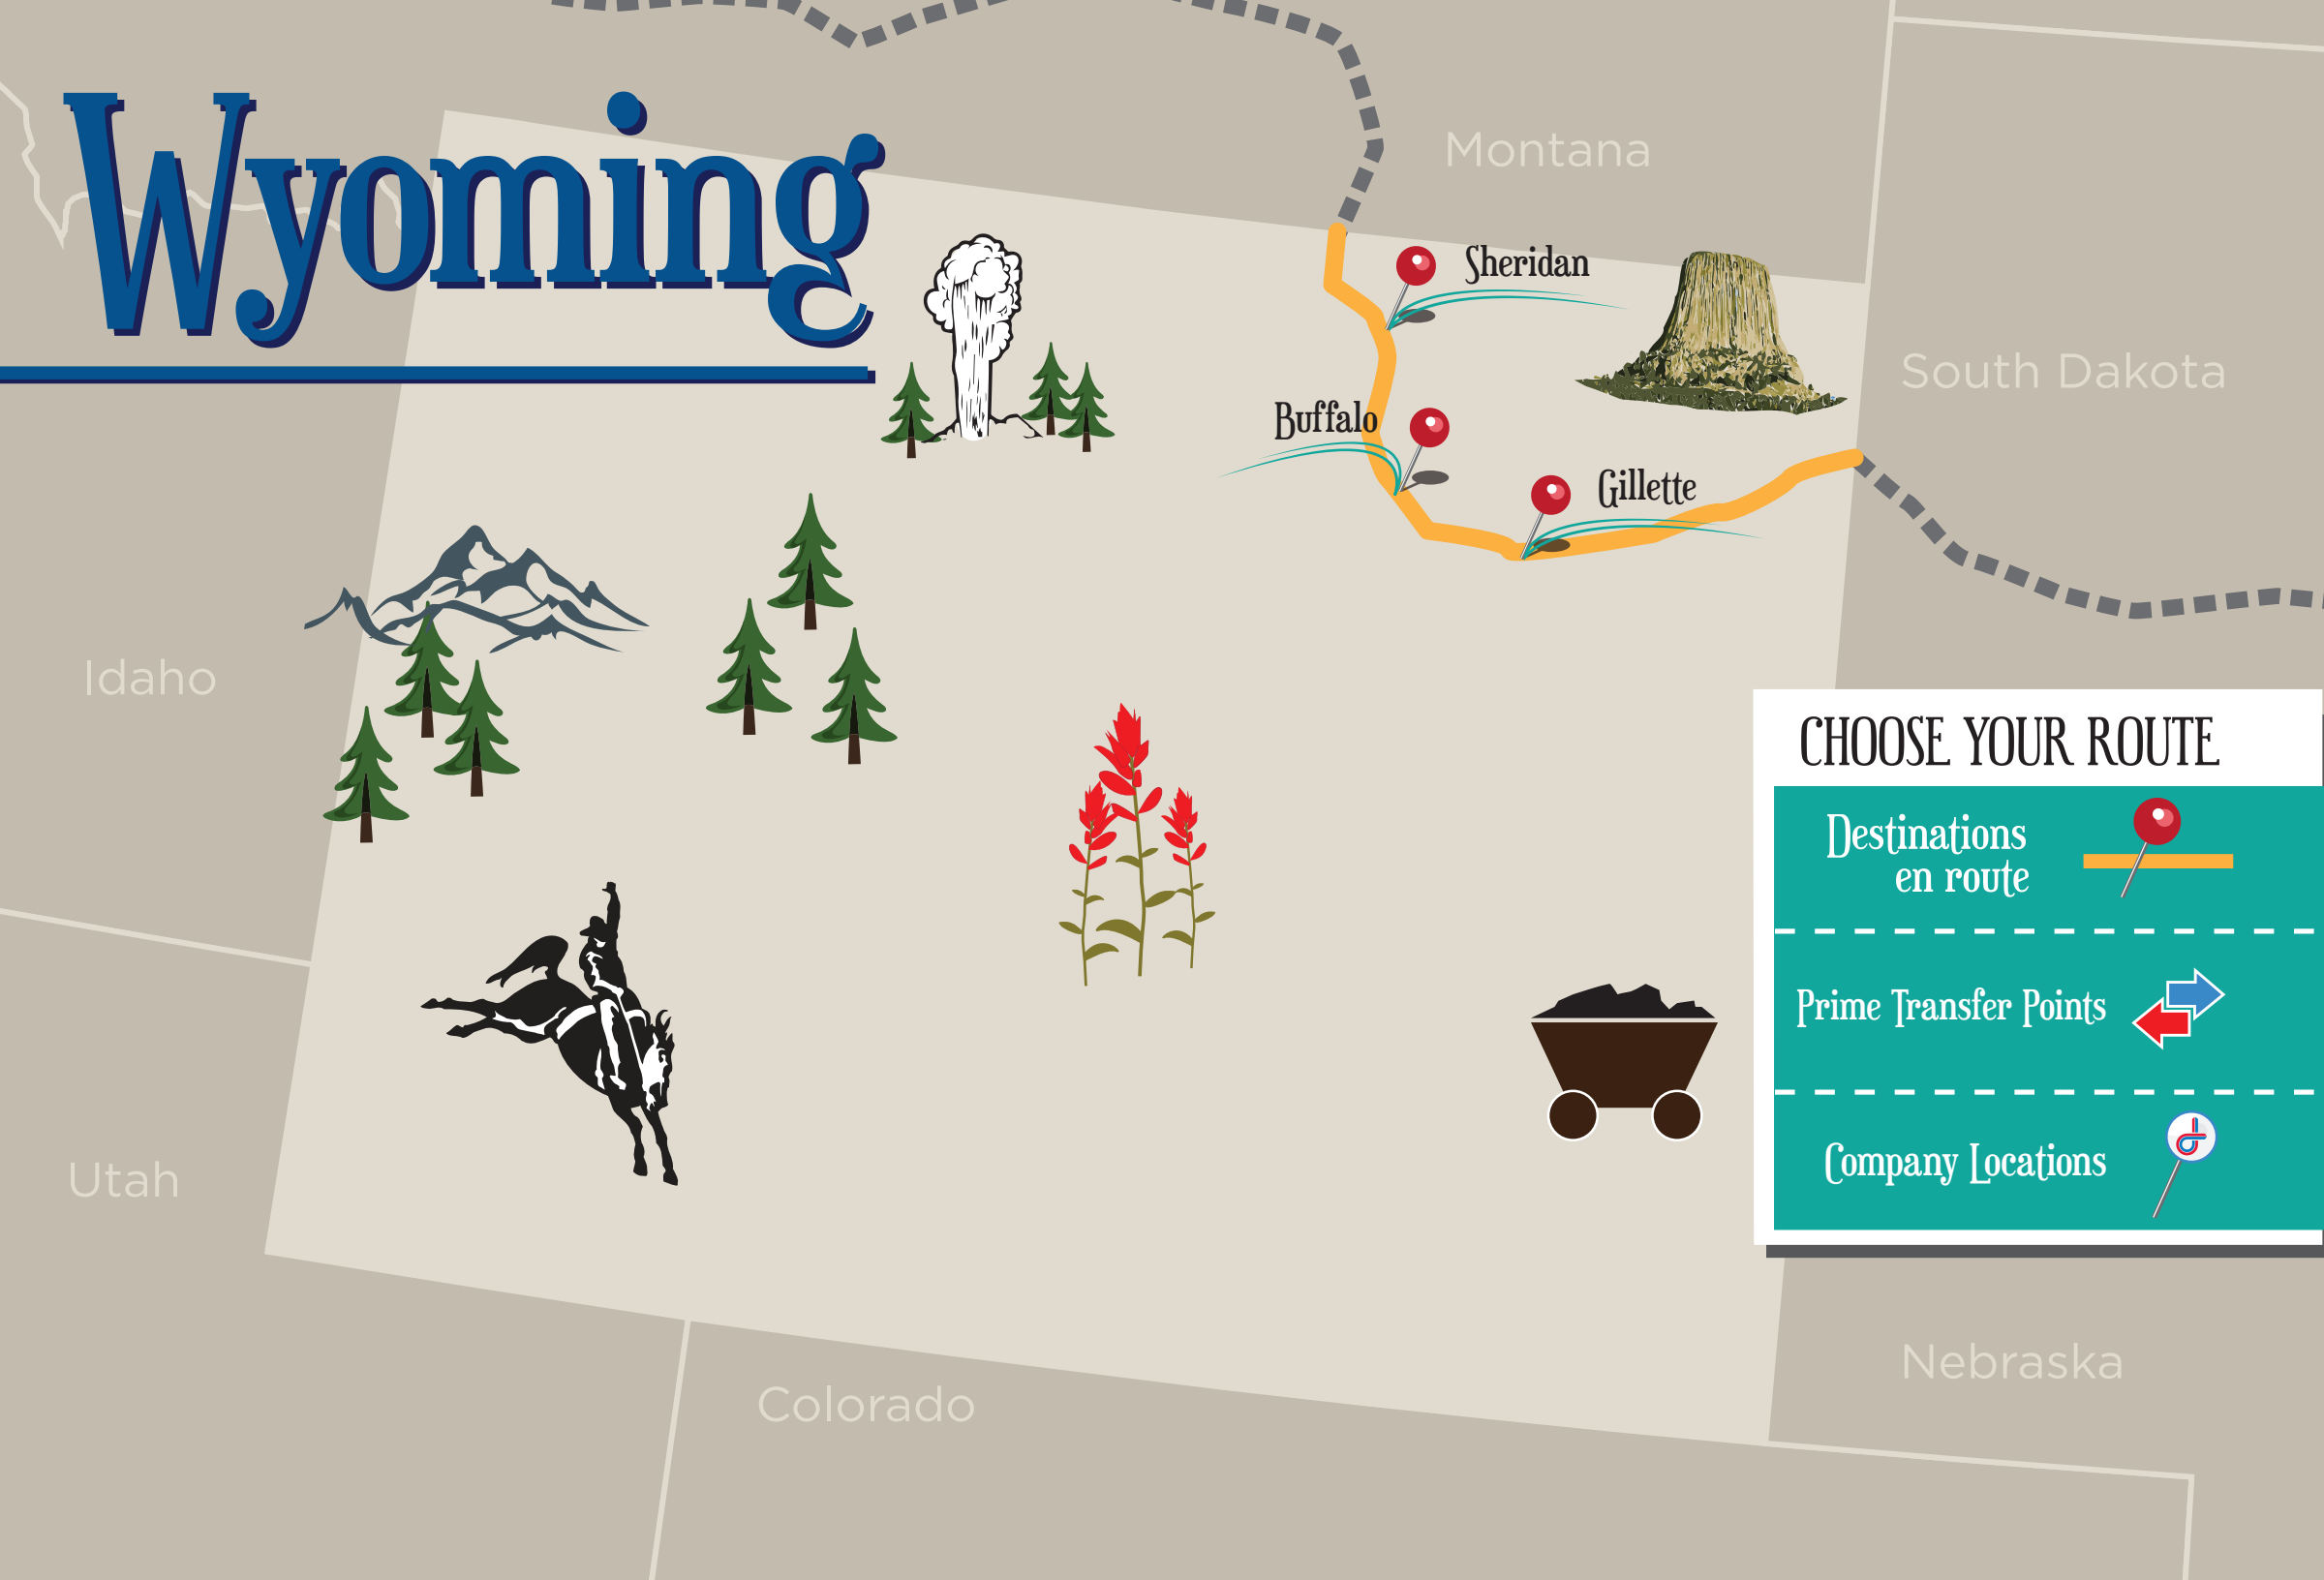 Wyoming
Montana
Sheridan
South Dakota
Buffalo
Gillette
Idaho
CHOOSE YOUR ROUTE
Destinations
en route
Prime Transfer Points
Company Locations
Utah
Nebraska
Colorado